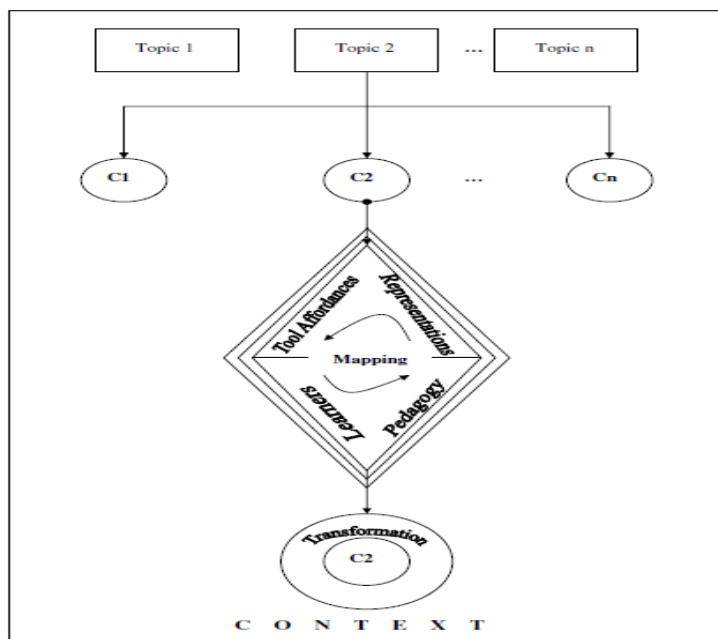 Topic 1 Topic 2 ... Topic n
C1 C2 ... Cn
Tool Affordances Representations
Mapping
Learners Pedagogy
Transformation
C2
C O N T E X T